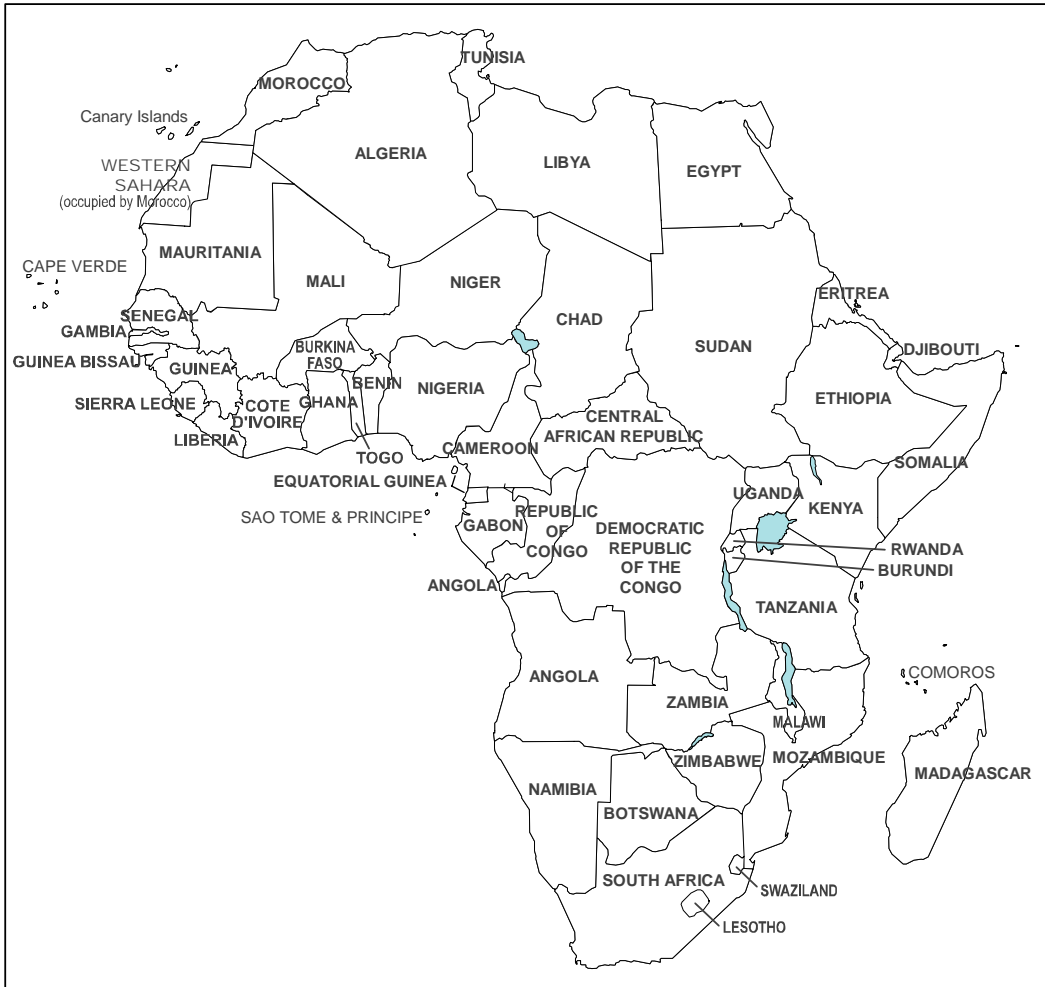 TUNISIA
MOROCCO
Canary Islands
ALGERIA
LIBYA
EGYPT
WESTERN
SAHARA
(occupied by Morocco)
MAURITANIA
CAPE VERDE
MALI
NIGER
CHAD
ERITREA
SENEGAL
GAMBIA
GUINEA BISSAU
GUINEA
BURKINA
FASO
BENIN
NIGERIA
SUDAN
DJIBOUTI
ETHIOPIA
SIERRA LEONE
COTE
D'IVOIRE
GHANA
LIBERIA
TOGO
CENTRAL
AFRICAN REPUBLIC
CAMEROON
SOMALIA
EQUATORIAL GUINEA
UGANDA
KENYA
SAO TOME & PRINCIPE
GABON
REPUBLIC
OF
CONGO
DEMOCRATIC
REPUBLIC
OF THE
CONGO
RWANDA
BURUNDI
ANGOLA
TANZANIA
ANGOLA
COMOROS
ZAMBIA
MALAWI
MOZAMBIQUE
ZIMBABWE
MADAGASCAR
NAMIBIA
BOTSWANA
SOUTH AFRICA
SWAZILAND
LESOTHO